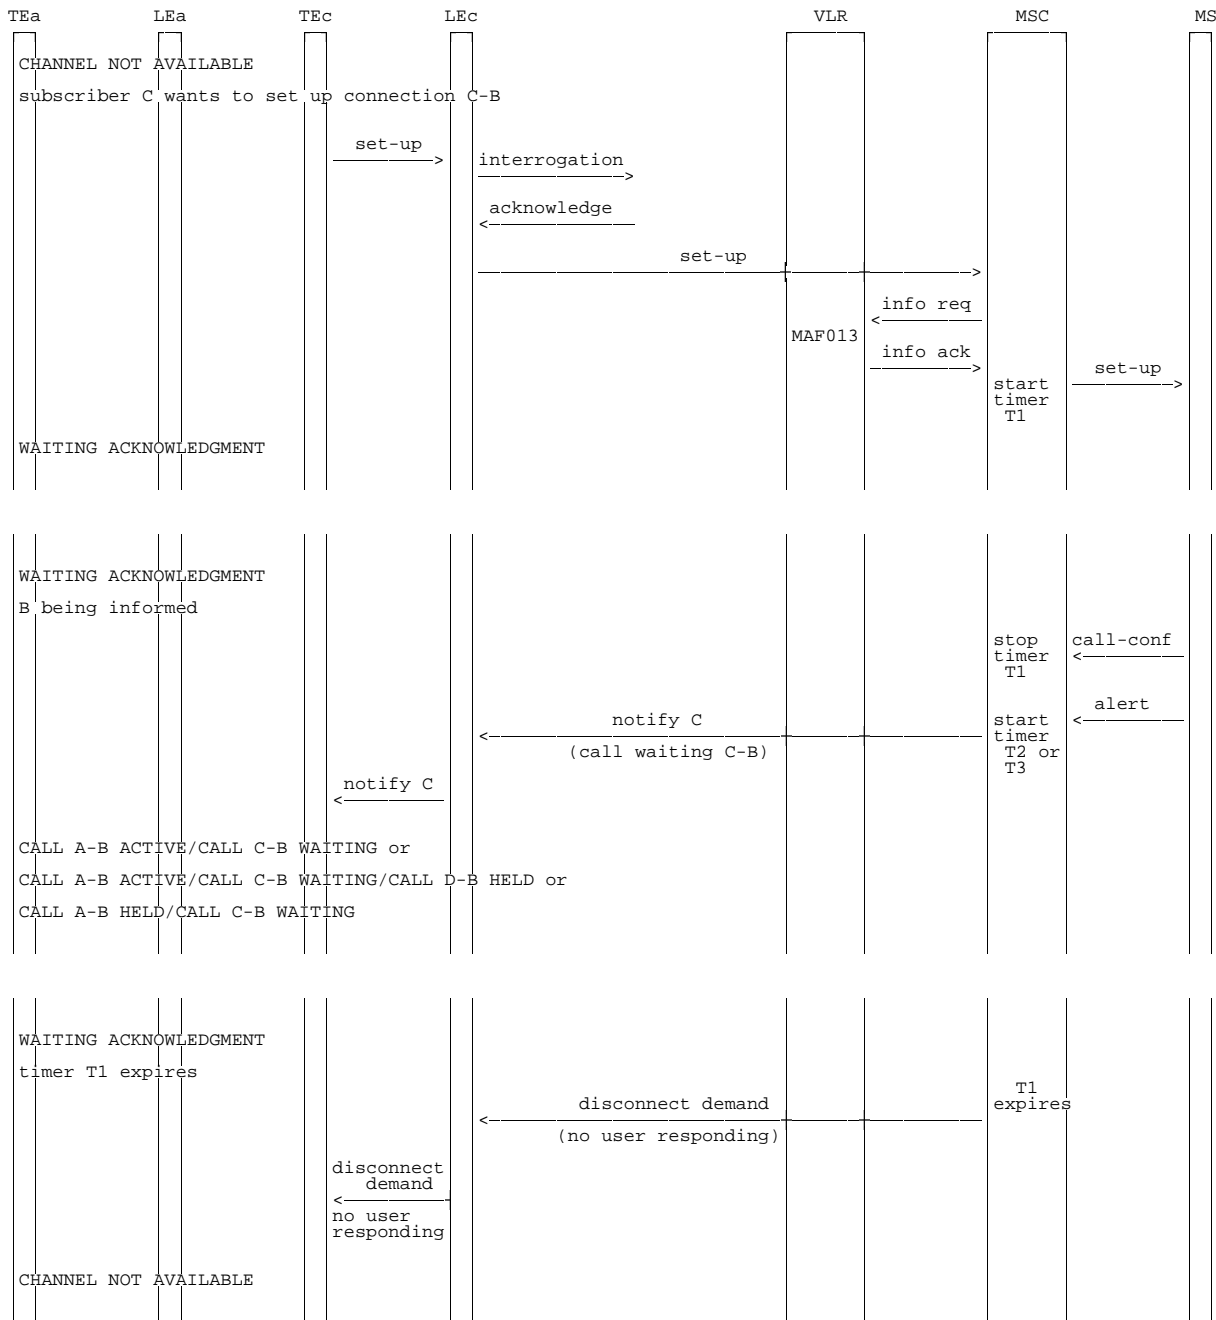 TEa LEa TEc LEc VLR MSC MS
CHANNEL NOT AVAILABLE
subscriber C wants to set up connection C-B
set-up
interrogation
acknowledge
set-up
info req
MAF013
info ack
set-up
start
timer
T1
WAITING ACKNOWLEDGMENT
WAITING ACKNOWLEDGMENT
B being informed
stop
timer
T1
call-conf
alert
notify C
(call waiting C-B)
start
timer
T2 or
T3
notify C
CALL A-B ACTIVE/CALL C-B WAITING or
CALL A-B ACTIVE/CALL C-B WAITING/CALL D-B HELD or
CALL A-B HELD/CALL C-B WAITING
WAITING ACKNOWLEDGMENT
timer T1 expires
T1
expires
disconnect demand
(no user responding)
disconnect
demand
no user
responding
CHANNEL NOT AVAILABLE